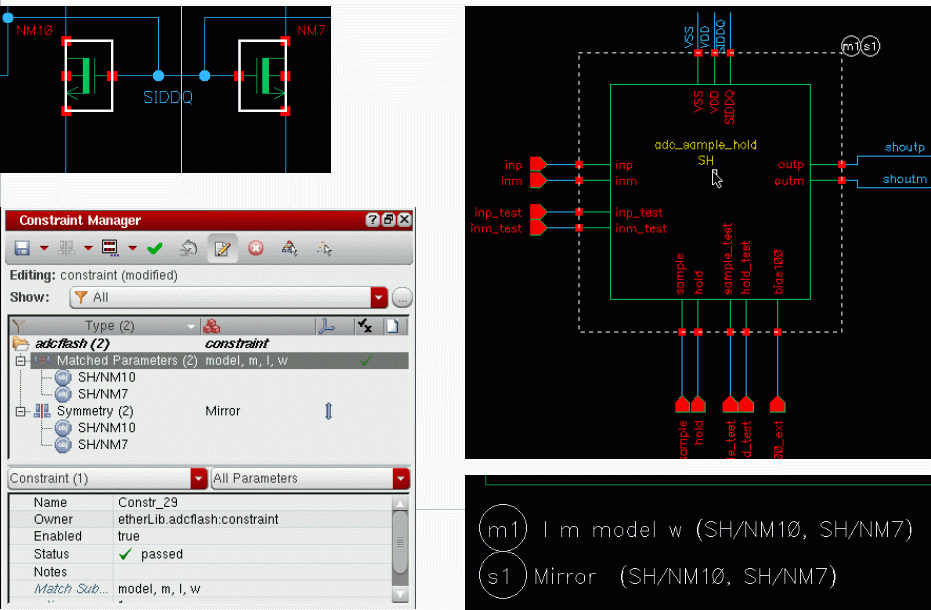 NM10
NM7
SIDDQ
VSS
VDD
SIDDQ
m1
s1
VSS
VDD
SIDDQ
adc_sample_hold
SH
inp
inm
inp_test
inm_test
inp
inm
inp_test
inm_test
outp
outm
shoutp
shoutm
sample
hold
sample_test
hold_test
bias100
sample
hold
le_test
d_test
00_ext
Constraint Manager
Editing: constraint (modified)
Show: All
Type (2)
adcflash (2) constraint
Matched Parameters (2) model, m, l, w
SH/NM10
SH/NM7
Symmetry (2) Mirror
SH/NM10
SH/NM7
Constraint (1) All Parameters
Name Constr_29
Owner etherLib.adcflash:constraint
Enabled true
Status passed
Notes
Match Sub... model, m, l, w
m1 l m model w (SH/NM10, SH/NM7)
s1 Mirror (SH/NM10, SH/NM7)